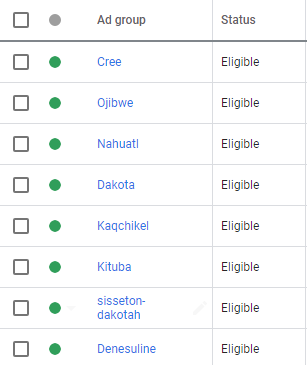 Ad group Status
Cree Eligible
Ojibwe Eligible
Nahuatl Eligible
Dakota Eligible
Kaqchikel Eligible
Kituba Eligible
sisseton-
dakotah Eligible
Denesuline Eligible